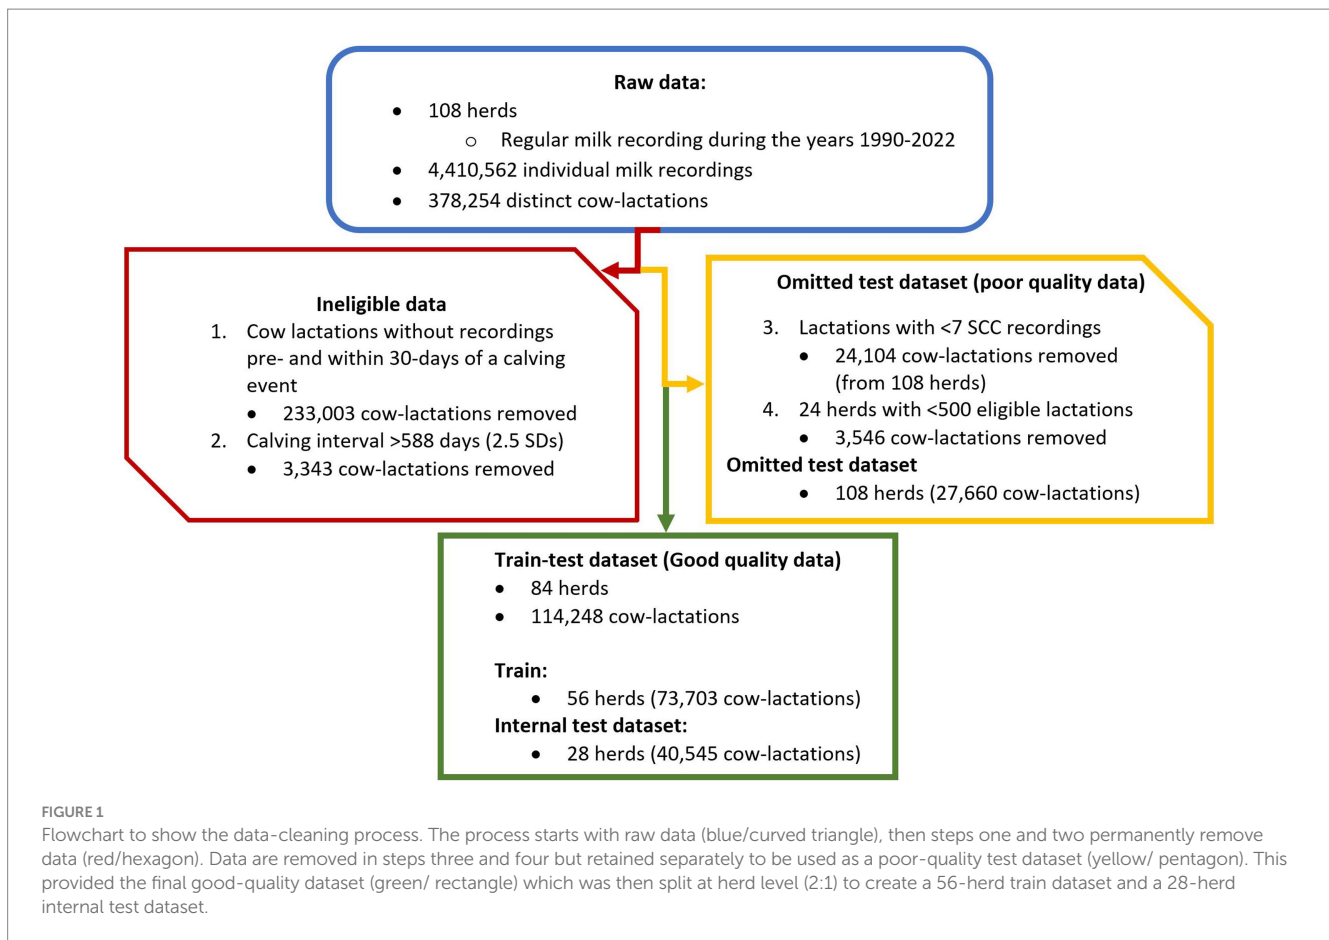 Raw data:
• 108 herds
o Regular milk recording during the years 1990-2022
• 4,410,562 individual milk recordings
• 378,254 distinct cow-lactations
Ineligible data
1. Cow lactations without recordings
pre- and within 30-days of a calving
event
• 233,003 cow-lactations removed
2. Calving interval >588 days (2.5 SDs)
• 3,343 cow-lactations removed
Omitted test dataset (poor quality data)
3. Lactations with <7 SCC recordings
• 24,104 cow-lactations removed
(from 108 herds)
4. 24 herds with <500 eligible lactations
• 3,546 cow-lactations removed
Omitted test dataset
• 108 herds (27,660 cow-lactations)
Train-test dataset (Good quality data)
• 84 herds
• 114,248 cow-lactations
Train:
• 56 herds (73,703 cow-lactations)
Internal test dataset:
• 28 herds (40,545 cow-lactations)
FIGURE 1
Flowchart to show the data-cleaning process. The process starts with raw data (blue/curved triangle), then steps one and two permanently remove
data (red/hexagon). Data are removed in steps three and four but retained separately to be used as a poor-quality test dataset (yellow/ pentagon). This
provided the final good-quality dataset (green/ rectangle) which was then split at herd level (2:1) to create a 56-herd train dataset and a 28-herd
internal test dataset.